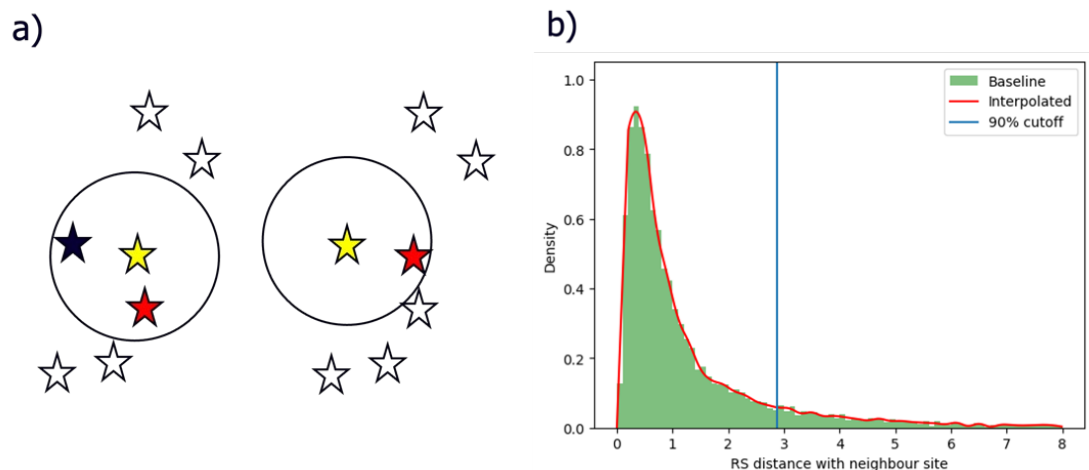 a)
b)
1.0
0.8
0.6
0.4
0.2
0.0
Density
Baseline
Interpolated
90% cutoff
0 1 2 3 4 5 6 7 8
RS distance with neighbour site